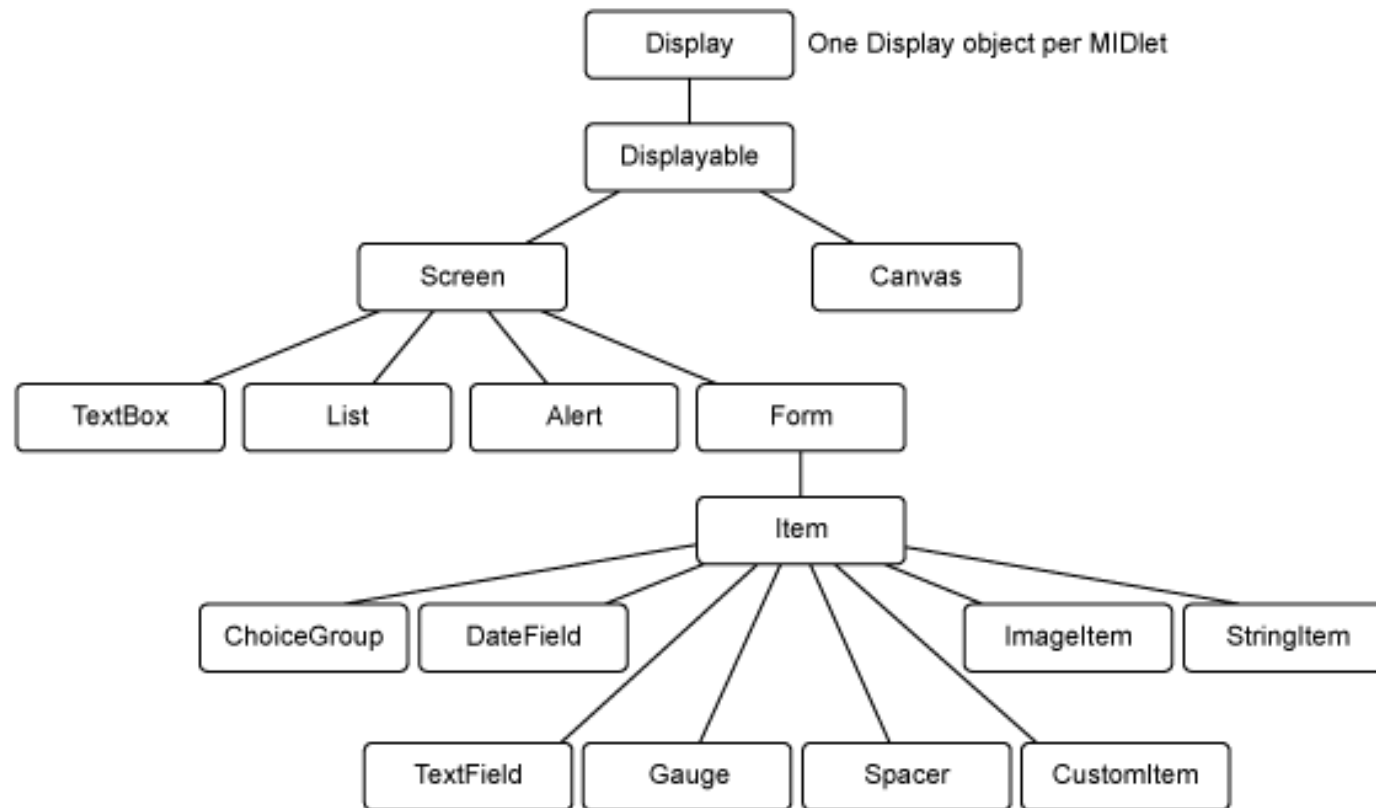 Display
One Display object per MIDlet
Displayable
Screen
Canvas
TextBox
List
Alert
Form
Item
ChoiceGroup
DateField
ImageItem
StringItem
TextField
Gauge
Spacer
CustomItem